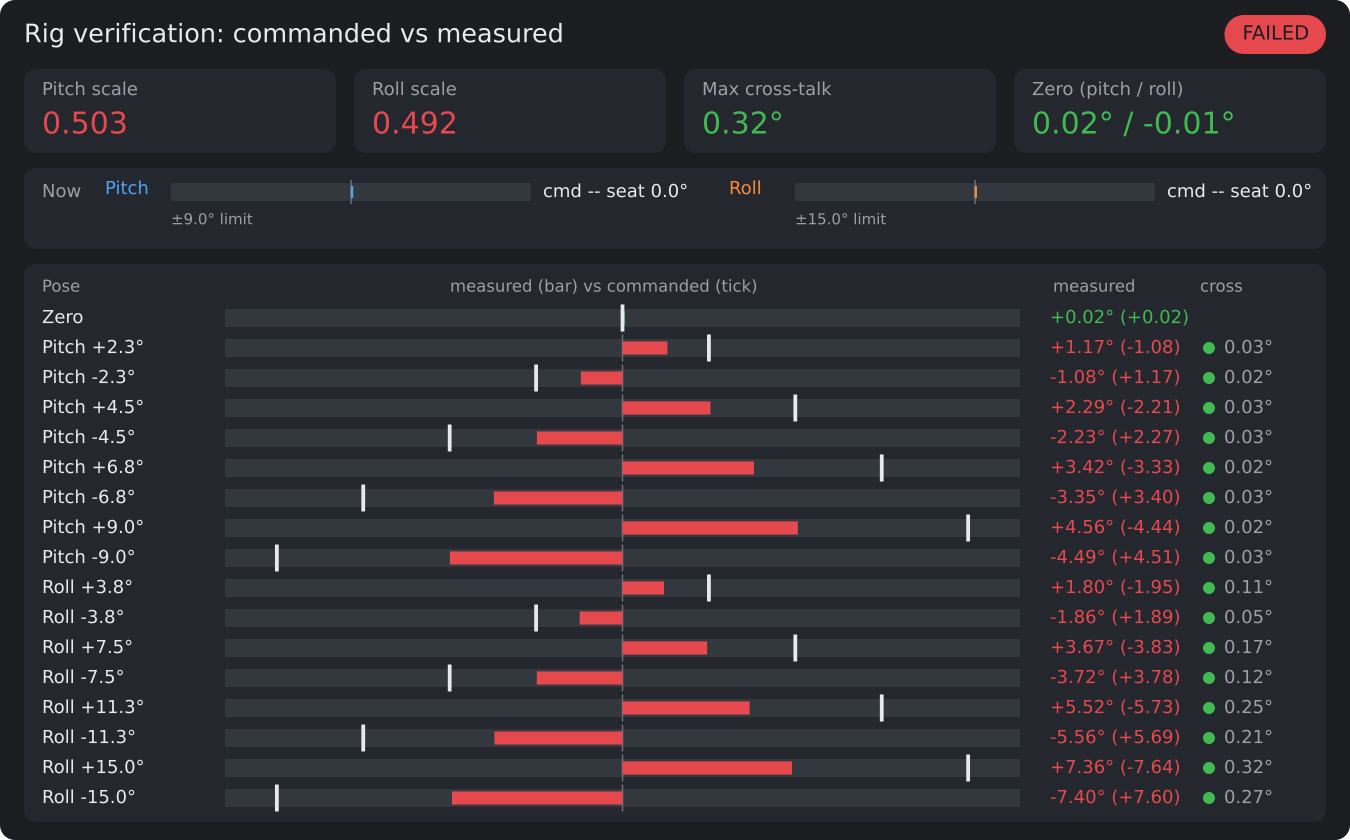 Rig verification: commanded vs measured FAILED
Pitch scale Roll scale Max cross-talk Zero (pitch / roll)
0.503 0.492 0.32° 0.02° / -0.01°
Now Pitch cmd -- seat 0.0° Roll cmd -- seat 0.0°
±9.0° limit ±15.0° limit
Pose measured (bar) vs commanded (tick) measured cross
Zero +0.02° (+0.02)
Pitch +2.3° +1.17° (-1.08) 0.03°
Pitch -2.3° -1.08° (+1.17) 0.02°
Pitch +4.5° +2.29° (-2.21) 0.03°
Pitch -4.5° -2.23° (+2.27) 0.03°
Pitch +6.8° +3.42° (-3.33) 0.02°
Pitch -6.8° -3.35° (+3.40) 0.03°
Pitch +9.0° +4.56° (-4.44) 0.02°
Pitch -9.0° -4.49° (+4.51) 0.03°
Roll +3.8° +1.80° (-1.95) 0.11°
Roll -3.8° -1.86° (+1.89) 0.05°
Roll +7.5° +3.67° (-3.83) 0.17°
Roll -7.5° -3.72° (+3.78) 0.12°
Roll +11.3° +5.52° (-5.73) 0.25°
Roll -11.3° -5.56° (+5.69) 0.21°
Roll +15.0° +7.36° (-7.64) 0.32°
Roll -15.0° -7.40° (+7.60) 0.27°